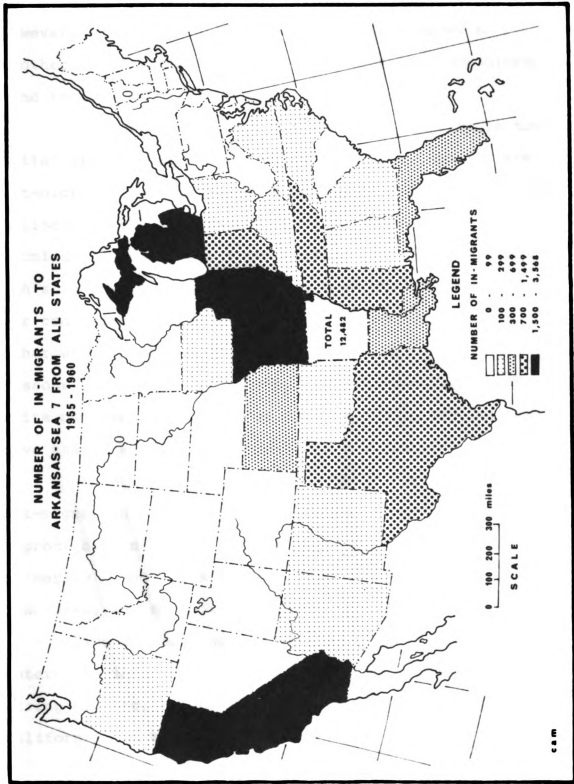 NUMBER OF IN-MIGRANTS TO
ARKANSAS-SEA 7 FROM ALL STATES
1955 - 1960
TOTAL
12,482
LEGEND
NUMBER OF IN-MIGRANTS
0 - 99
100 - 299
300 - 699
700 - 1,499
1,500 - 3,568
0 100 200 300 miles
SCALE
cam